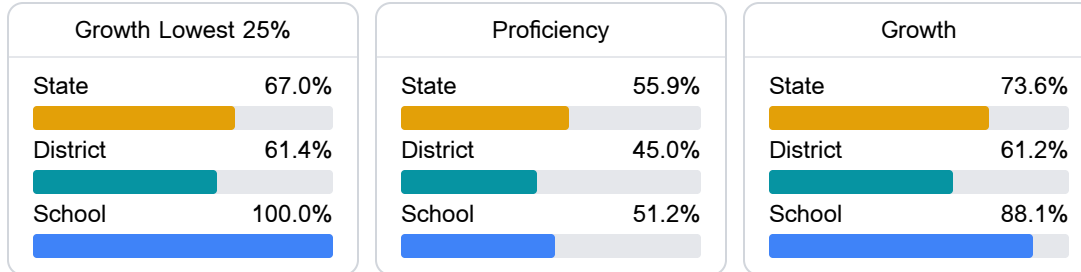 Growth Lowest 25%
State 67.0%
District 61.4%
School 100.0%
Proficiency
State 55.9%
District 45.0%
School 51.2%
Growth
State 73.6%
District 61.2%
School 88.1%